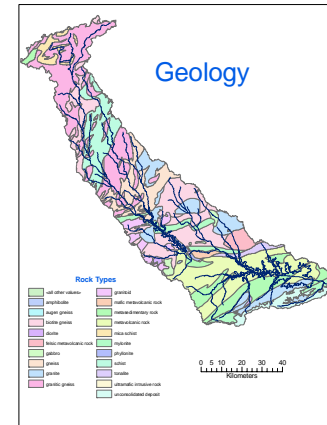 Geology
Rock Types
<all other values>
amphibolite
augen gneiss
biotite gneiss
diorite
felsic metavolcanic rock
gabbro
gneiss
granite
granitic gneiss
granitoid
mafic metavolcanic rock
metasedimentary rock
metavolcanic rock
mica schist
mylonite
phyllonite
schist
tonalite
ultramafic intrusive rock
unconsolidated deposit
0 5 10 20 30 40
Kilometers